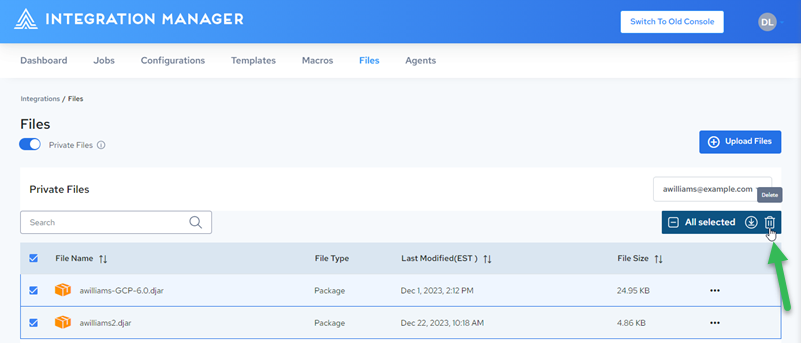 INTEGRATION MANAGER
Switch To Old Console
DL
Dashboard Jobs Configurations Templates Macros Files Agents
Integrations / Files
Files
Private Files
Upload Files
Private Files
awilliams@example.com
Delete
Search
All selected
File Name File Type Last Modified(EST ) File Size
awilliams-GCP-6.0.djar Package Dec 1, 2023, 2:12 PM 24.95 KB
awilliams2.djar Package Dec 22, 2023, 10:18 AM 4.86 KB